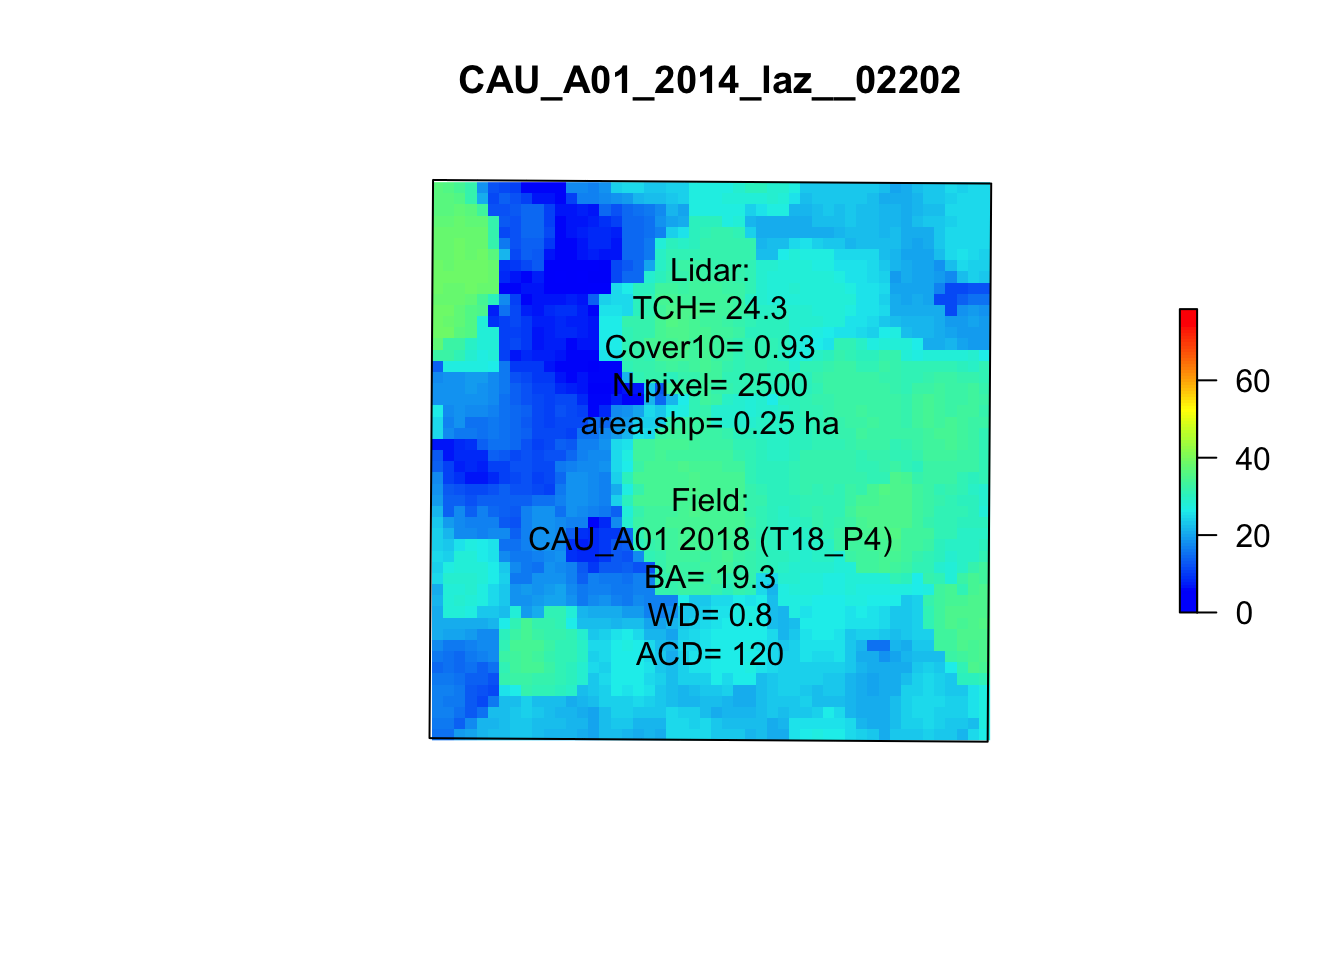 CAU_A01_2014_laz__02202
Lidar:
TCH= 24.3
Cover10= 0.93
N.pixel= 2500
area.shp= 0.25 ha
Field:
CAU_A01 2018 (T18_P4)
BA= 19.3
WD= 0.8
ACD= 120
60
40
20
0